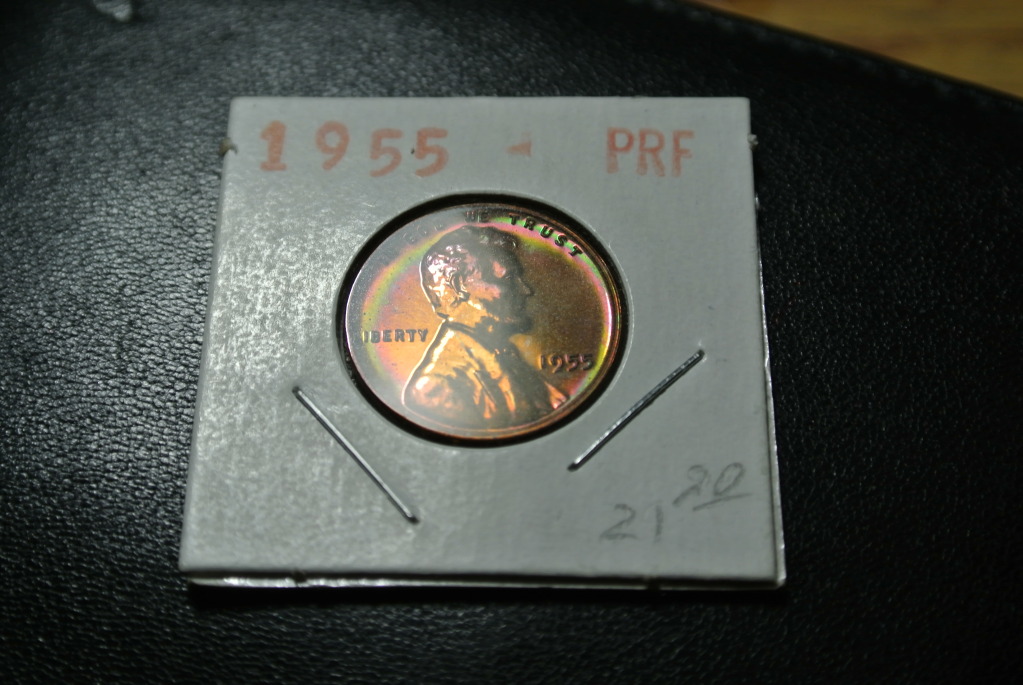 1955 - PRF
WE TRUST
LIBERTY
1955
21 20